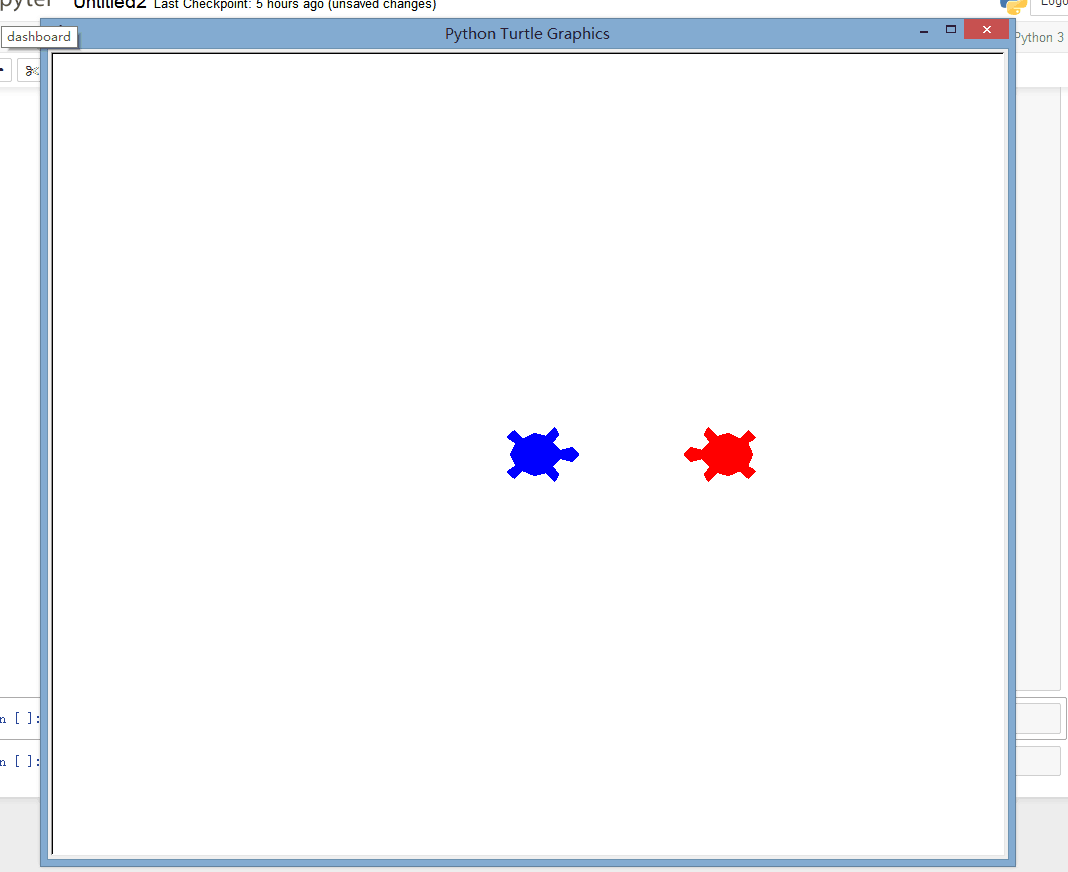 pyter Untitled2 Last Checkpoint: 5 hours ago (unsaved changes) Logo
dashboard
Python Turtle Graphics
Python 3
n [ ]:
n [ ]: